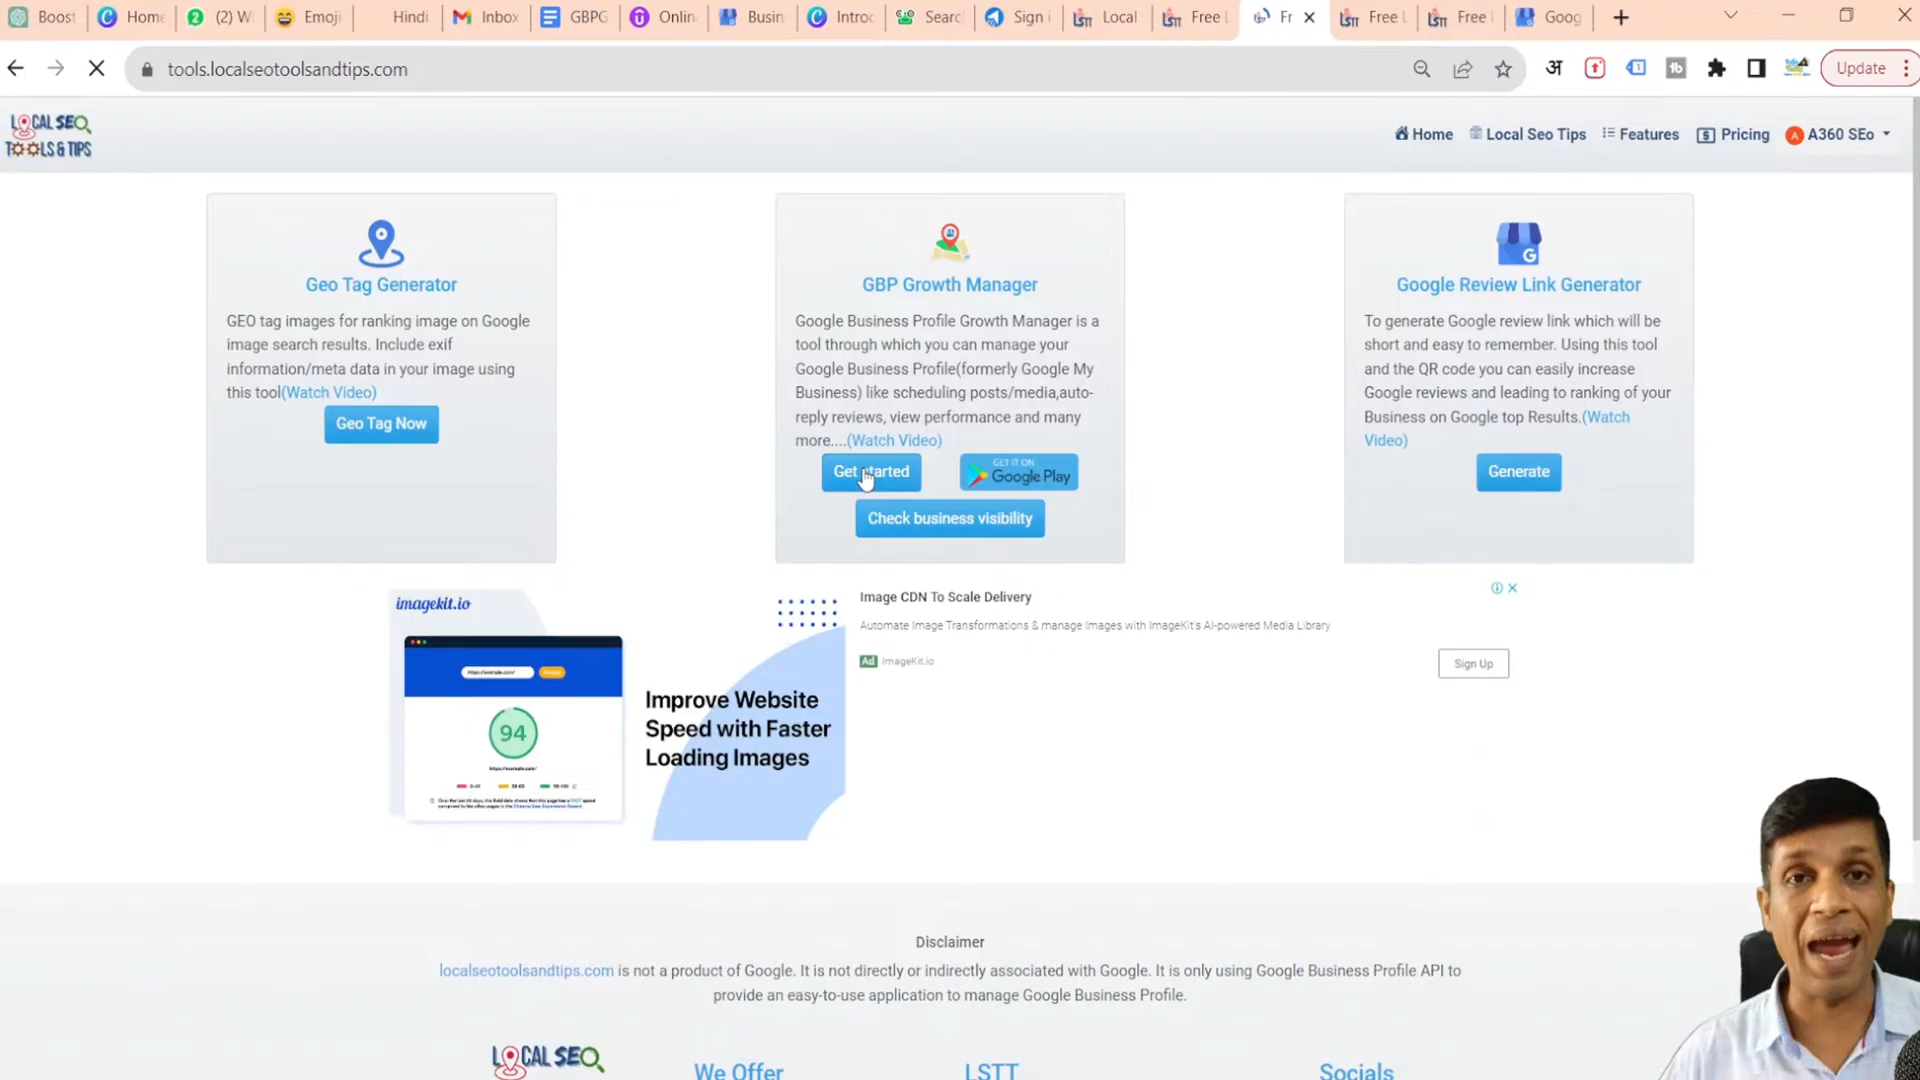 Boost
Home
(2) W
Emoji
Hindi
Inbox
GBPG
Onlin
Busin
Introc
Searc
Sign i
Local
Free L
Fr
Free L
Free L
Goog
tools.localseotoolsandtips.com
Update
LOCAL SEO
TOOLS & TIPS
Home
Local Seo Tips
Features
Pricing
A
A360 SEo
Geo Tag Generator
GEO tag images for ranking image on Google
image search results. Include exif
information/meta data in your image using
this tool(Watch Video)
Geo Tag Now
GBP Growth Manager
Google Business Profile Growth Manager is a
tool through which you can manage your
Google Business Profile(formerly Google My
Business) like scheduling posts/media,auto-
reply reviews, view performance and many
more....(Watch Video)
Get started
GET IT ON
Google Play
Check business visibility
G
Google Review Link Generator
To generate Google review link which will be
short and easy to remember. Using this tool
and the QR code you can easily increase
Google reviews and leading to ranking of your
Business on Google top Results.(Watch
Video)
Generate
imagekit.io
https://example.com/
94
https://example.com/
Improve Website
Speed with Faster
Loading Images
Image CDN To Scale Delivery
Automate Image Transformations & manage Images with ImageKit's AI-powered Media Library
Ad ImageKit.io
Sign Up
Disclaimer
localseotoolsandtips.com is not a product of Google. It is not directly or indirectly associated with Google. It is only using Google Business Profile API to
provide an easy-to-use application to manage Google Business Profile.
LOCAL SEO
We Offer
LSTT
Socials